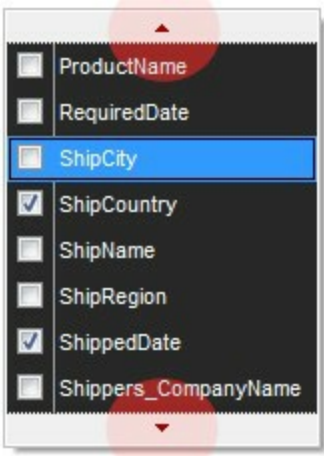 ProductName
RequiredDate
ShipCity
ShipCountry
ShipName
ShipRegion
ShippedDate
Shippers_CompanyName